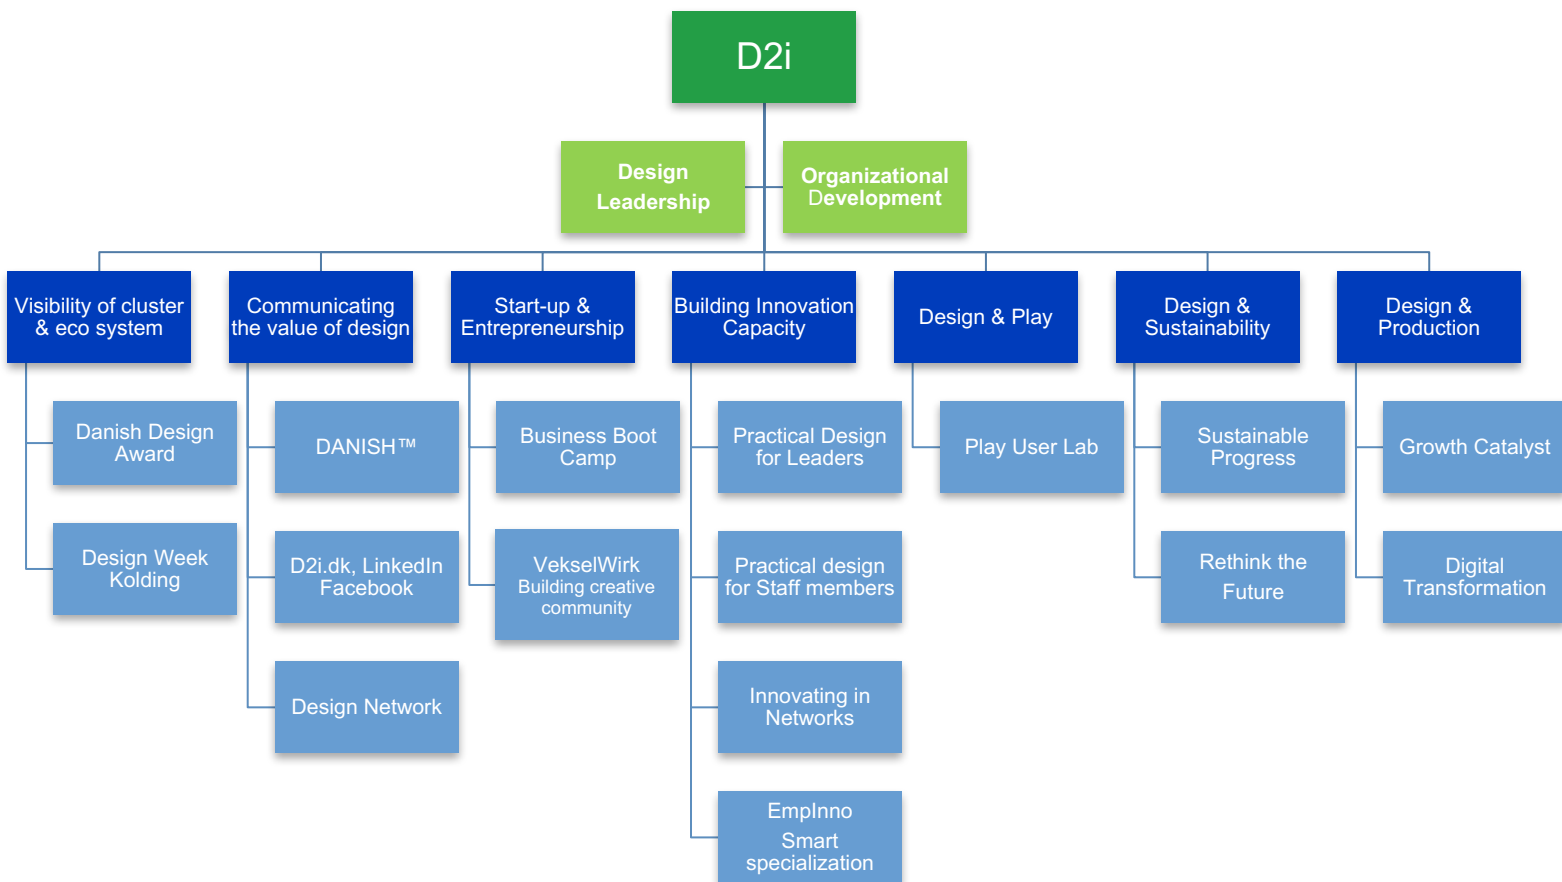 D2i
Design
Leadership
Organizational
Development
Visibility of cluster
& eco system
Communicating
the value of design
Start-up &
Entrepreneurship
Building Innovation
Capacity
Design & Play
Design &
Sustainability
Design &
Production
Danish Design
Award
Design Week
Kolding
DANISH™
D2i.dk, LinkedIn
Facebook
Design Network
Business Boot
Camp
VekselWirk
Building creative
community
Practical Design
for Leaders
Practical design
for Staff members
Innovating in
Networks
EmpInno
Smart
specialization
Play User Lab
Sustainable
Progress
Rethink the
Future
Growth Catalyst
Digital
Transformation